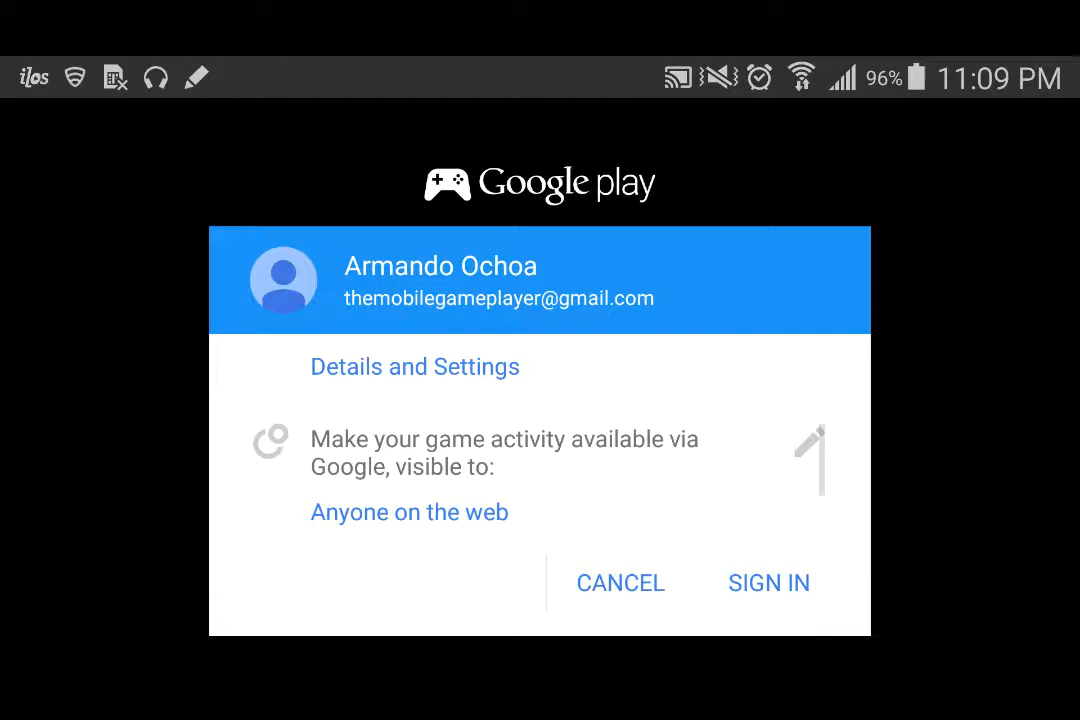 ilos 96% 11:09 PM
Google play
Armando Ochoa
themobilegameplayer@gmail.com
Details and Settings
Make your game activity available via
Google, visible to:
Anyone on the web
CANCEL SIGN IN